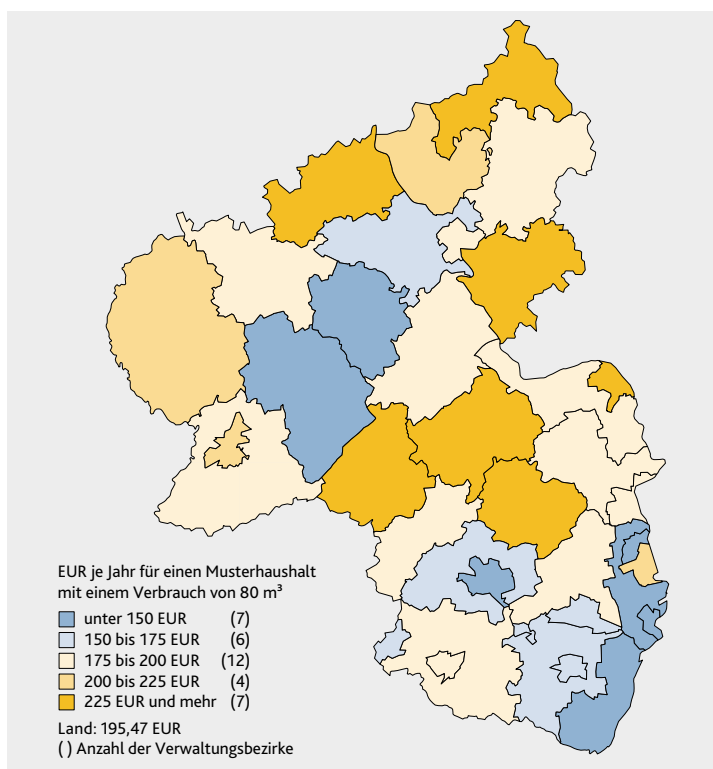 EUR je Jahr für einen Musterhaushalt
mit einem Verbrauch von 80 m³
unter 150 EUR (7)
150 bis 175 EUR (6)
175 bis 200 EUR (12)
200 bis 225 EUR (4)
225 EUR und mehr (7)
Land: 195,47 EUR
( ) Anzahl der Verwaltungsbezirke